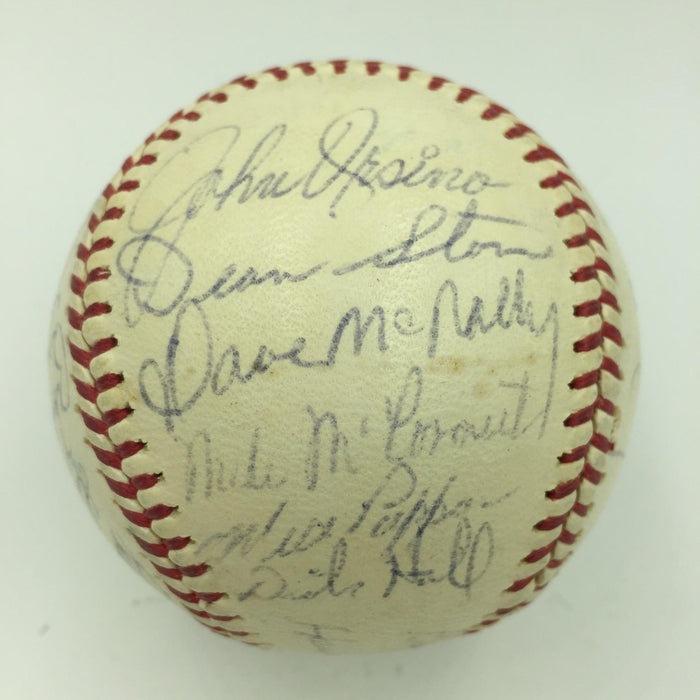 John Orsino
Dean Stone
Dave McNally
Mike McCormick
Milt Pappas
Dick Hall